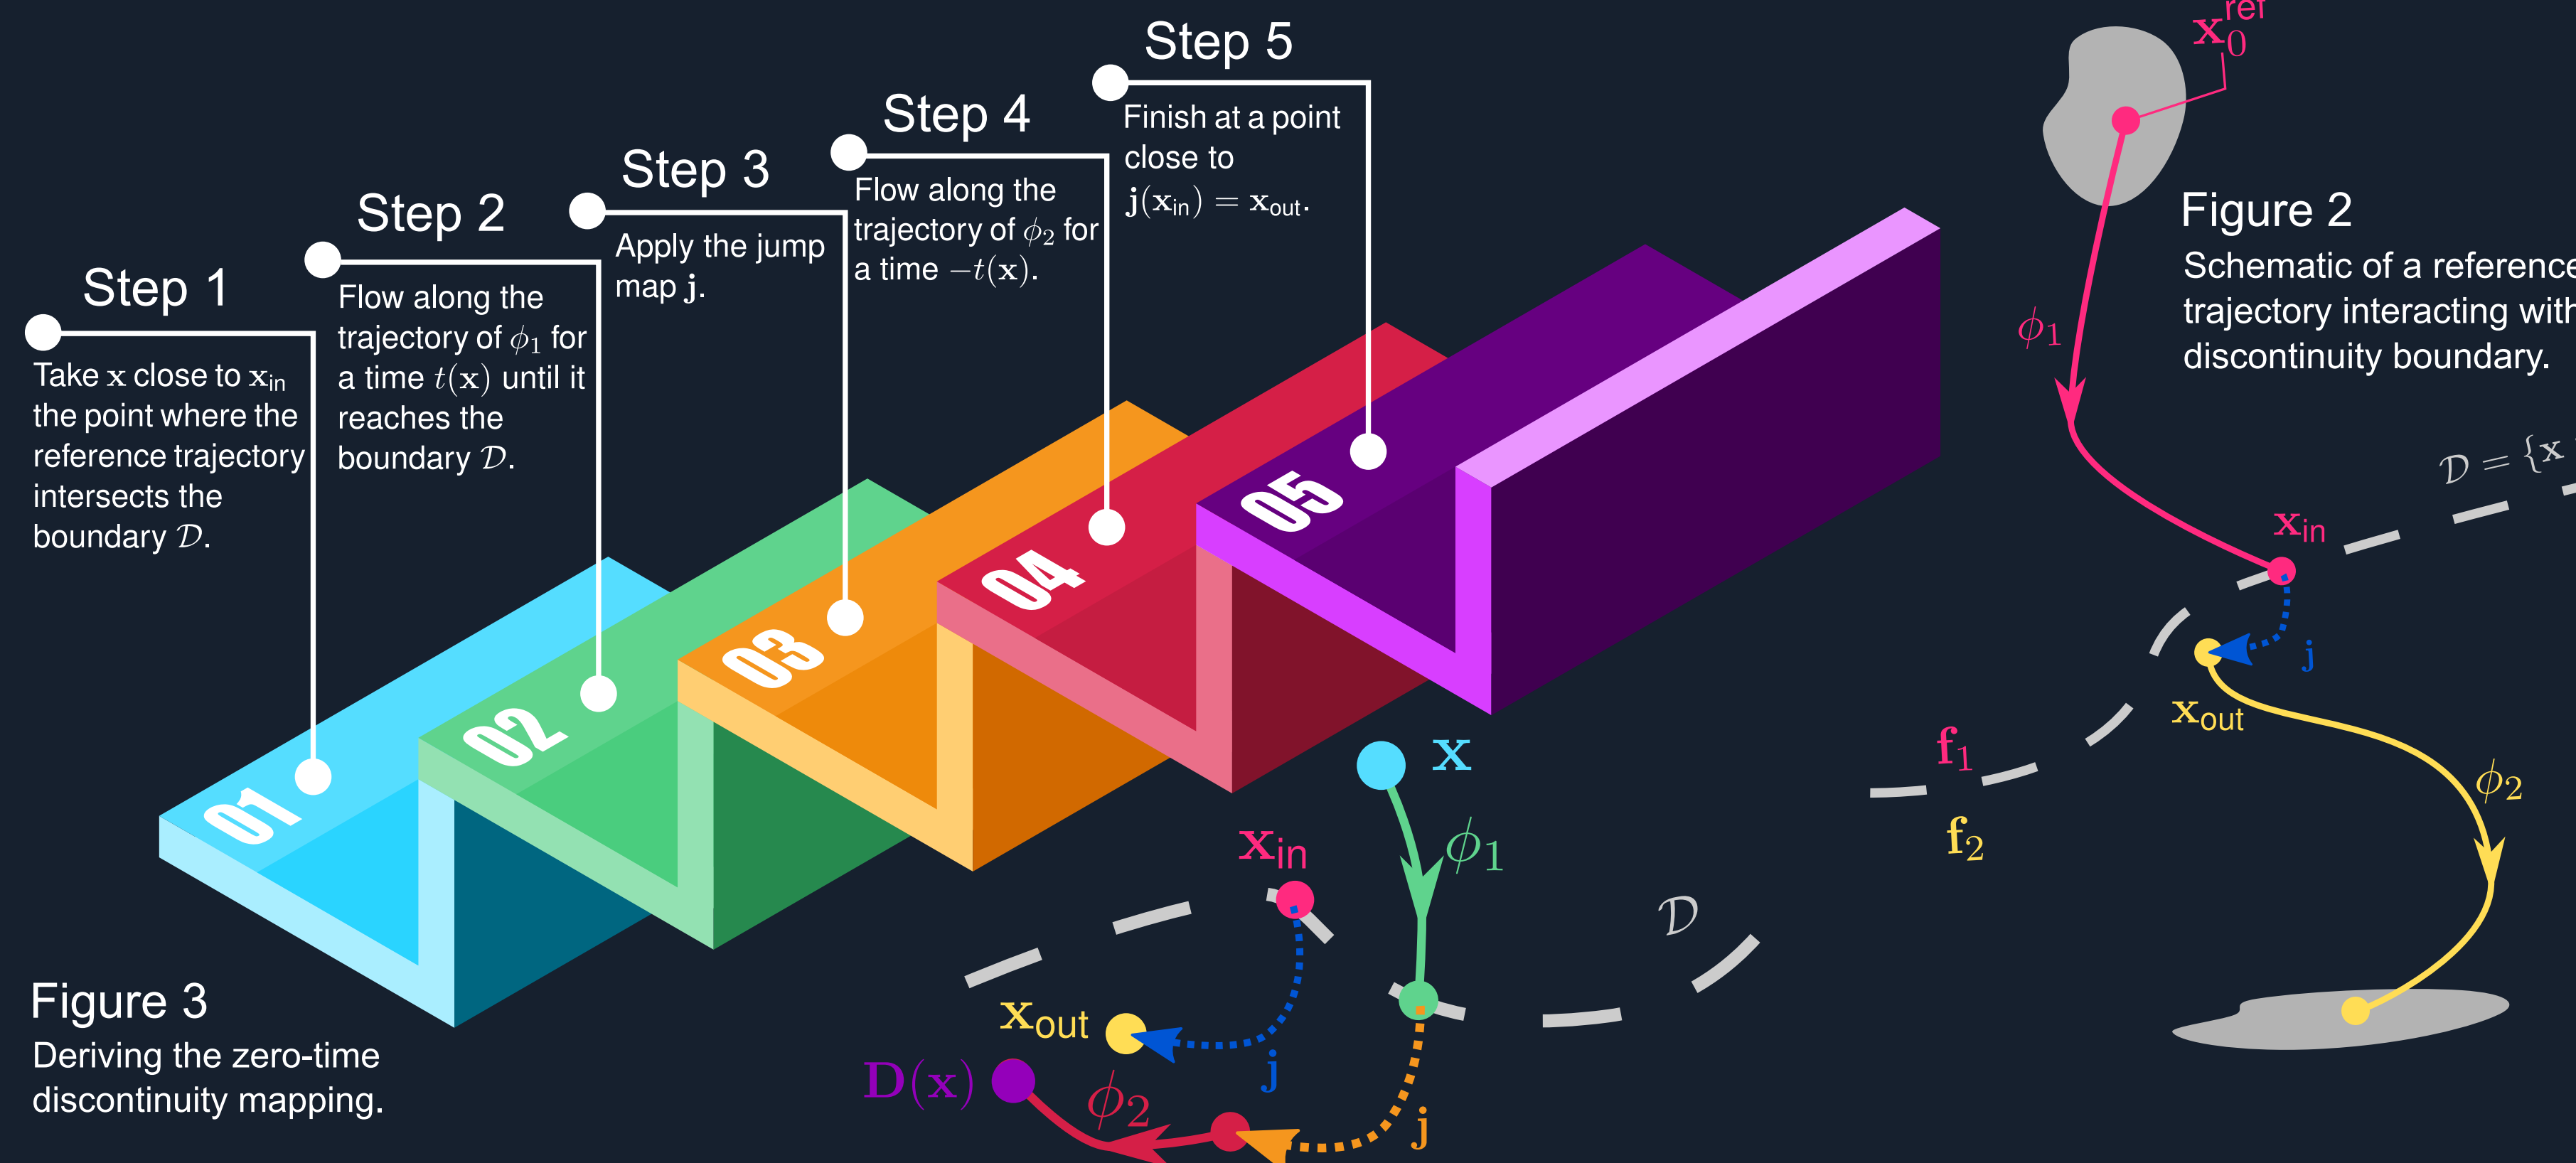 Step 1
Take x close to x_in
the point where the
reference trajectory
intersects the
boundary 𝒟.
Step 2
Flow along the
trajectory of ϕ₁ for
a time t(x) until it
reaches the
boundary 𝒟.
Step 3
Apply the jump
map j.
Step 4
Flow along the
trajectory of ϕ₂ for
a time −t(x).
Step 5
Finish at a point
close to
j(x_in) = x_out.
01
02
03
04
05
Figure 3
Deriving the zero-time
discontinuity mapping.
x
ϕ₁
x_in
𝒟
x_out
j
D(x)
ϕ₂
j
x₀^ref
Figure 2
Schematic of a reference
trajectory interacting with
discontinuity boundary.
ϕ₁
𝒟 = {x
x_in
j
x_out
f₁
f₂
ϕ₂